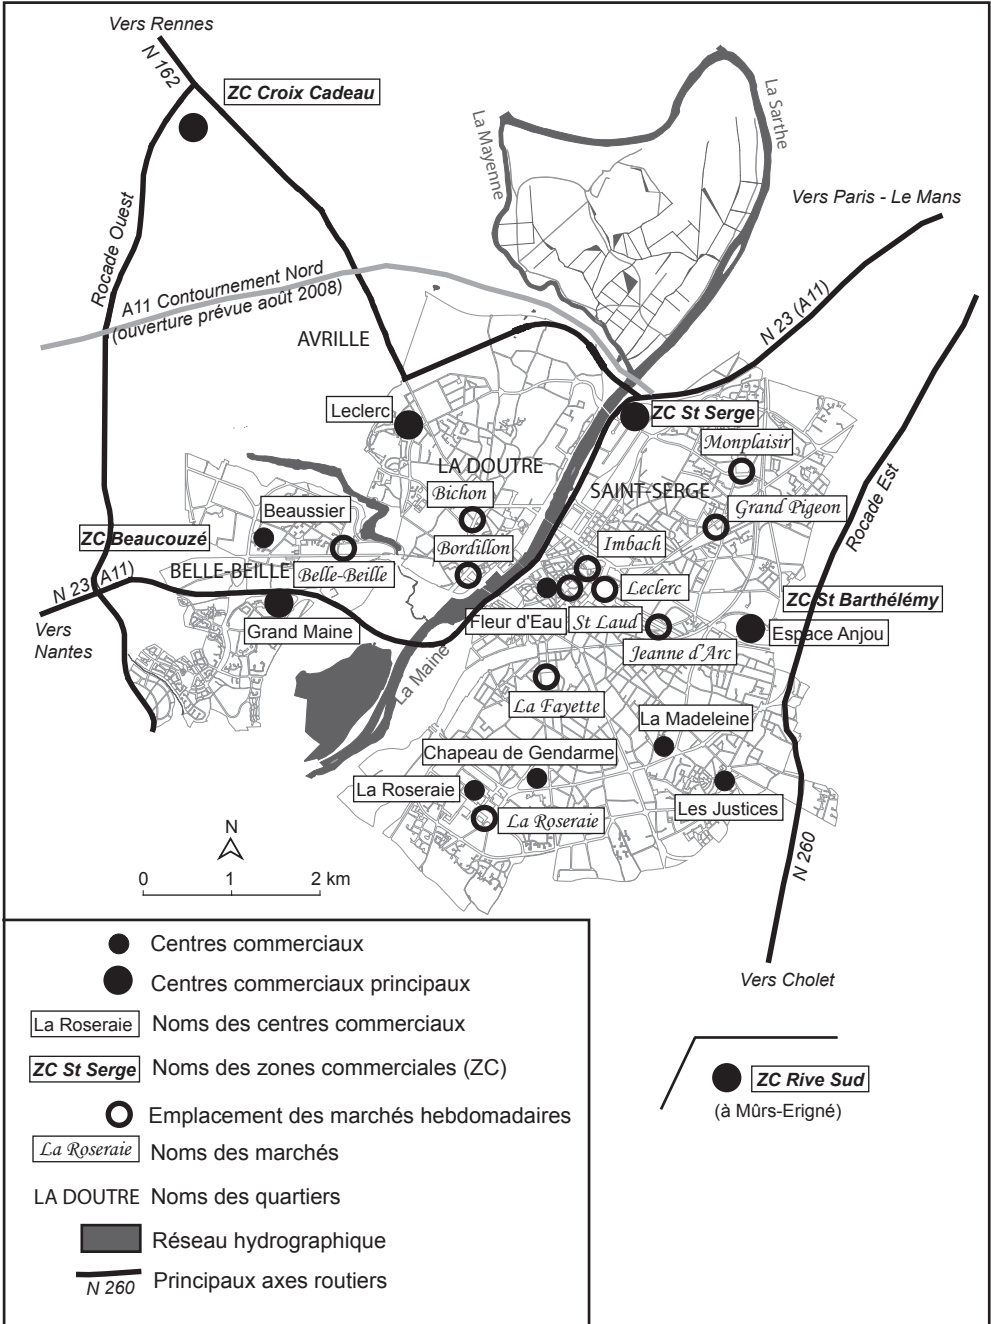 Vers Rennes
N 162
ZC Croix Cadeau
La Sarthe
La Mayenne
Vers Paris - Le Mans
Rocade Ouest
A11 Contournement Nord
(ouverture prévue août 2008)
N 23 (A11)
AVRILLE
Leclerc
ZC St Serge
Monplaisir
LA DOUTRE
Bichon
SAINT-SERGE
Grand Pigeon
Rocade Est
Beaussier
ZC Beaucouzé
Bordillon
Imbach
BELLE-BEILLE
Belle-Beille
N 23 (A11)
Leclerc
ZC St Barthélémy
Vers
Nantes
Grand Maine
Fleur d'Eau
St Laud
Espace Anjou
Jeanne d'Arc
La Maine
La Fayette
La Madeleine
Chapeau de Gendarme
La Roseraie
Les Justices
La Roseraie
N
0 1 2 km
N 260
Vers Cholet
ZC Rive Sud
(à Mûrs-Erigné)
Centres commerciaux
Centres commerciaux principaux
La Roseraie Noms des centres commerciaux
ZC St Serge Noms des zones commerciales (ZC)
Emplacement des marchés hebdomadaires
La Roseraie Noms des marchés
LA DOUTRE Noms des quartiers
Réseau hydrographique
N 260 Principaux axes routiers